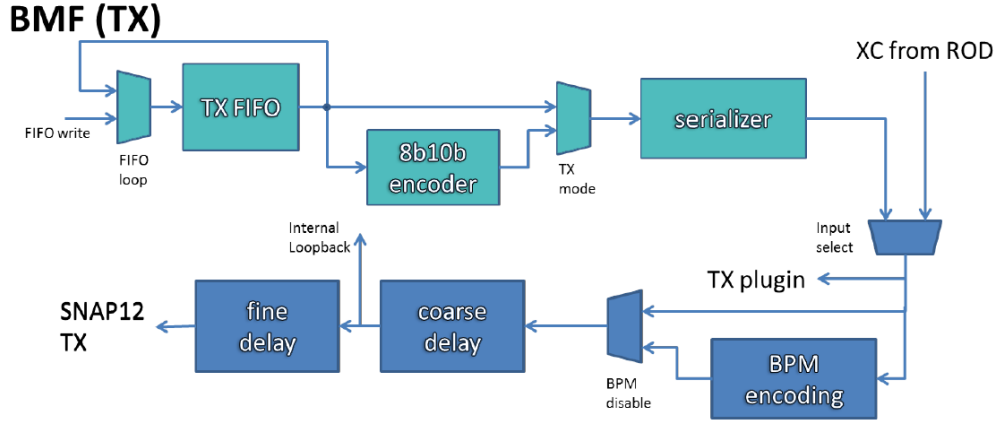 BMF (TX)
XC from ROD
TX FIFO
serializer
FIFO write
FIFO
loop
8b10b
encoder
TX
mode
Internal
Loopback
Input
select
TX plugin
SNAP12
TX
fine
delay
coarse
delay
BPM
disable
BPM
encoding